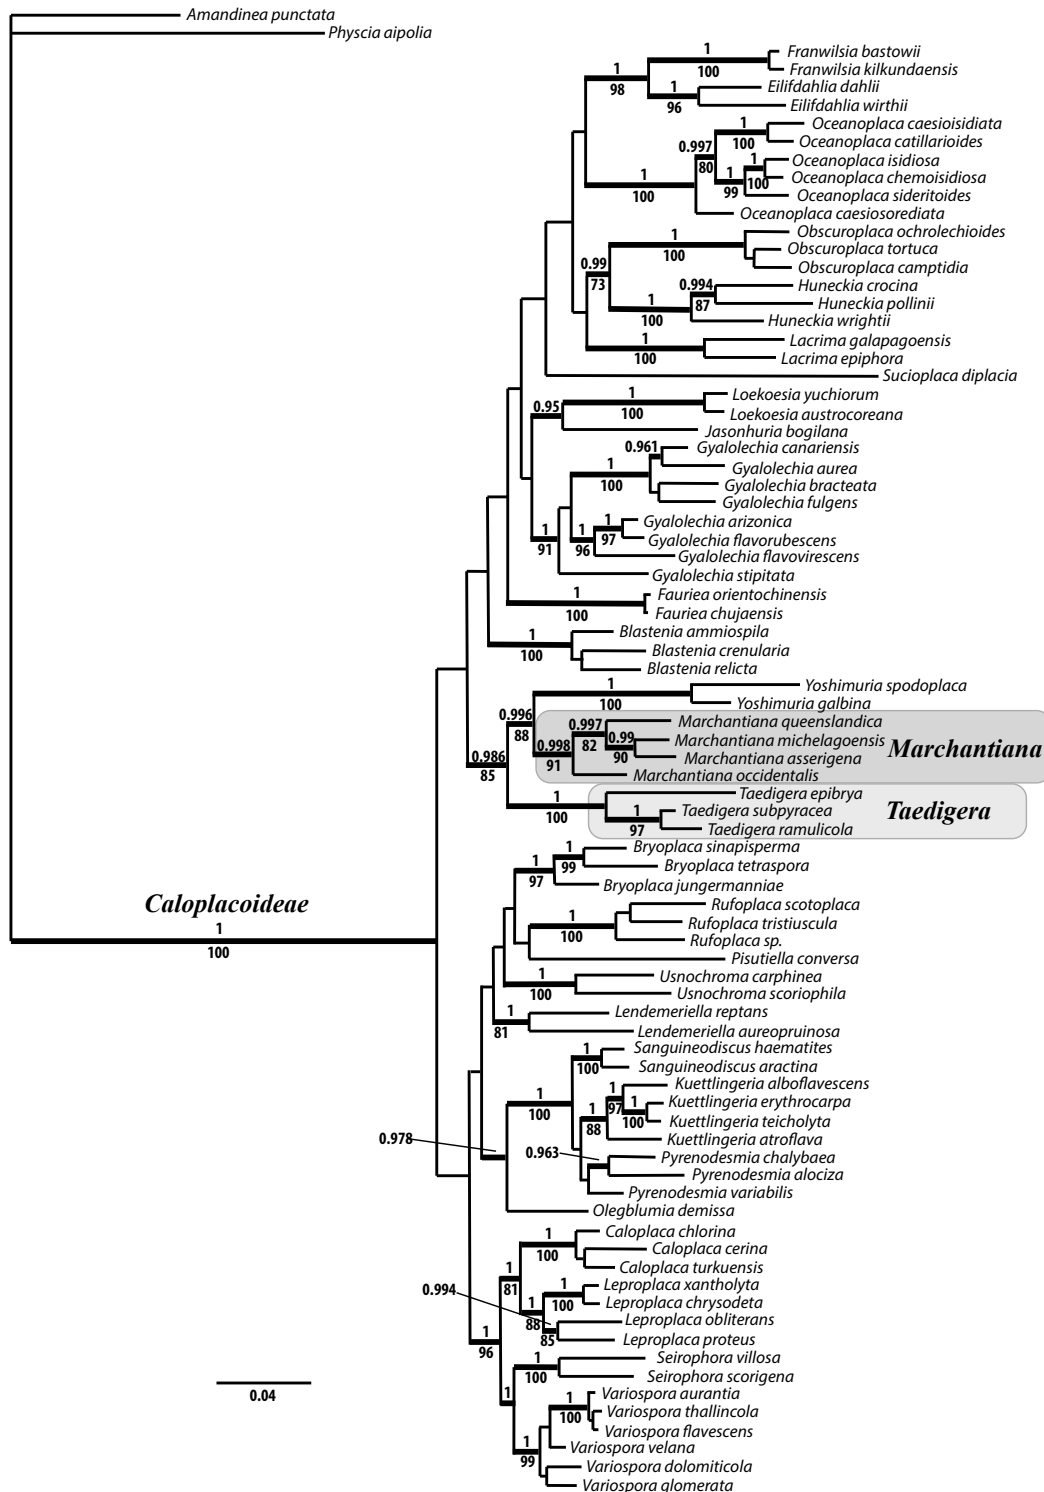 Amandinea punctata
Physcia aipolia
1
100
Franwilsia bastowii
Franwilsia kilkundaensis
1
98
1
96
Eilifdahlia dahlii
Eilifdahlia wirthii
Oceanoplaca caesioisidiata
1
100
Oceanoplaca catillarioides
0.997
80
Oceanoplaca isidiosa
1
100
Oceanoplaca chemoisidiosa
1
99
Oceanoplaca sideritoides
1
100
Oceanoplaca caesiosorediata
Obscuroplaca ochrolechioides
1
100
Obscuroplaca tortuca
Obscuroplaca camptidia
0.99
73
Huneckia crocina
0.994
87
Huneckia pollinii
1
100
Huneckia wrightii
Lacrima galapagoensis
1
100
Lacrima epiphora
Sucioplaca diplacia
Loekoesia yuchiorum
1
100
Loekoesia austrocoreana
0.95
Jasonhuria bogilana
Gyalolechia canariensis
0.961
Gyalolechia aurea
1
100
Gyalolechia bracteata
Gyalolechia fulgens
Gyalolechia arizonica
1
97
Gyalolechia flavorubescens
1
96
Gyalolechia flavovirescens
1
91
Gyalolechia stipitata
Fauriea orientochinensis
1
100
Fauriea chujaensis
Blastenia ammiospila
1
100
Blastenia crenularia
Blastenia relicta
Yoshimuria spodoplaca
1
100
Yoshimuria galbina
0.996
88
Marchantiana queenslandica
0.997
82
Marchantiana michelagoensis
0.99
90
Marchantiana
0.998
91
Marchantiana asserigena
Marchantiana occidentalis
0.986
85
Taedigera epibrya
1
100
Taedigera subpyracea
1
97
Taedigera
Taedigera ramulicola
Bryoplaca sinapisperma
1
99
Bryoplaca tetraspora
1
97
Bryoplaca jungermanniae
Caloplacoideae
1
100
Rufoplaca scotoplaca
Rufoplaca tristiuscula
1
100
Rufoplaca sp.
Pisutiella conversa
Usnochroma carphinea
1
100
Usnochroma scoriophila
Lendemeriella reptans
1
81
Lendemeriella aureopruinosa
Sanguineodiscus haematites
1
100
Sanguineodiscus aractina
Kuettlingeria alboflavescens
1
97
Kuettlingeria erythrocarpa
1
100
Kuettlingeria teicholyta
1
100
1
88
Kuettlingeria atroflava
0.978
0.963
Pyrenodesmia chalybaea
Pyrenodesmia alociza
Pyrenodesmia variabilis
Olegblumia demissa
Caloplaca chlorina
1
100
Caloplaca cerina
Caloplaca turkuensis
1
81
0.994
Leproplaca xantholyta
1
100
Leproplaca chrysodeta
1
88
Leproplaca obliterans
85
Leproplaca proteus
1
96
Seirophora villosa
1
100
Seirophora scorigena
1
0.04
Variospora aurantia
1
100
Variospora thallincola
Variospora flavescens
Variospora velana
1
99
Variospora dolomiticola
Variospora glomerata